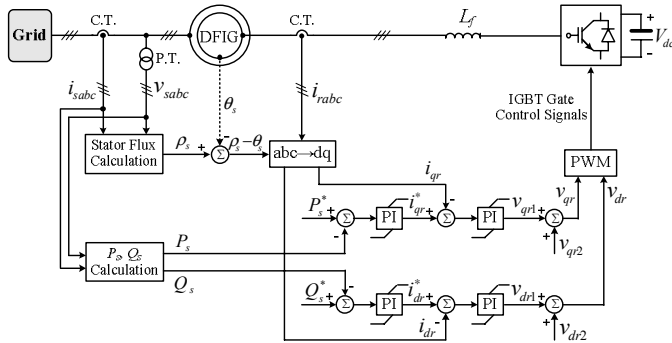 Grid
C.T.
DFIG
C.T.
L_f
V_dc
+
-
P.T.
i_sabc
v_sabc
θ_s
i_rabc
IGBT Gate
Control Signals
Stator Flux
Calculation
ρ_s
+
Σ
-
ρ_s-θ_s
abc→dq
PWM
i_qr
v_qr
v_dr
P_s*
+
Σ
-
PI
i_qr*
+
Σ
-
PI
v_qr1
+
Σ
+
v_qr2
P_s, Q_s
Calculation
P_s
Q_s
Q_s*
+
Σ
-
PI
i_dr*
+
Σ
i_dr
-
PI
v_dr1
+
Σ
+
v_dr2